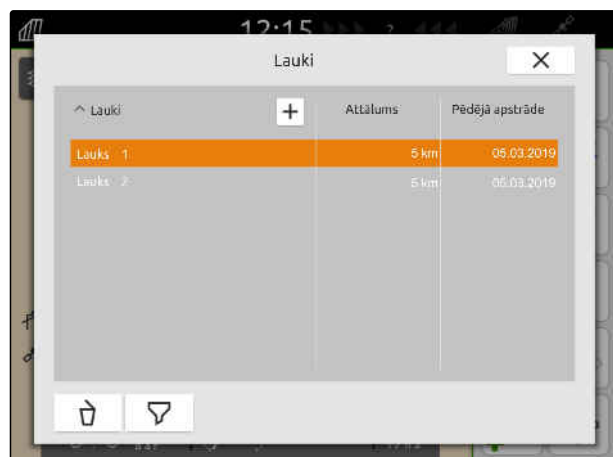 12:15
Lauki
^ Lauki + Attālums Pēdējā apstrāde
Lauks 1 5 km 05.03.2019
Lauks 2 5 km 05.03.2019